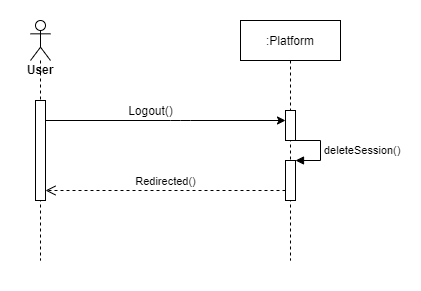 :Platform
User
Logout()
deleteSession()
Redirected()